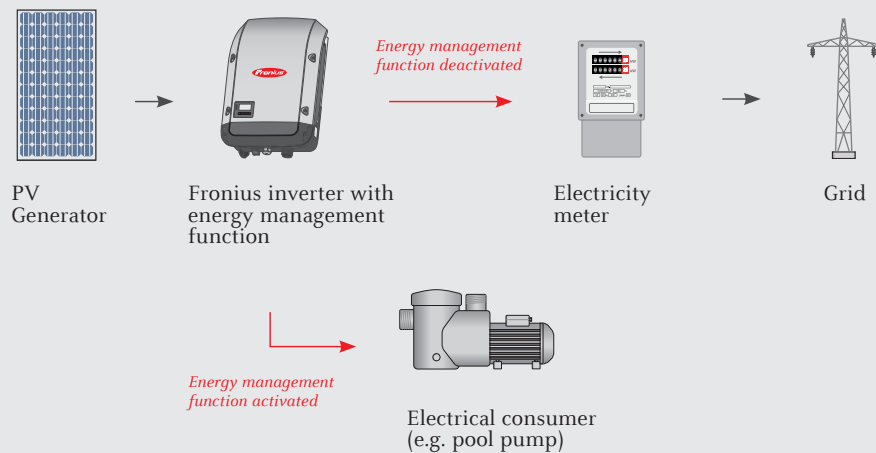 Energy management
function deactivated
Fronius
PV
Generator
Fronius inverter with
energy management
function
Electricity
meter
Grid
Energy management
function activated
Electrical consumer
(e.g. pool pump)